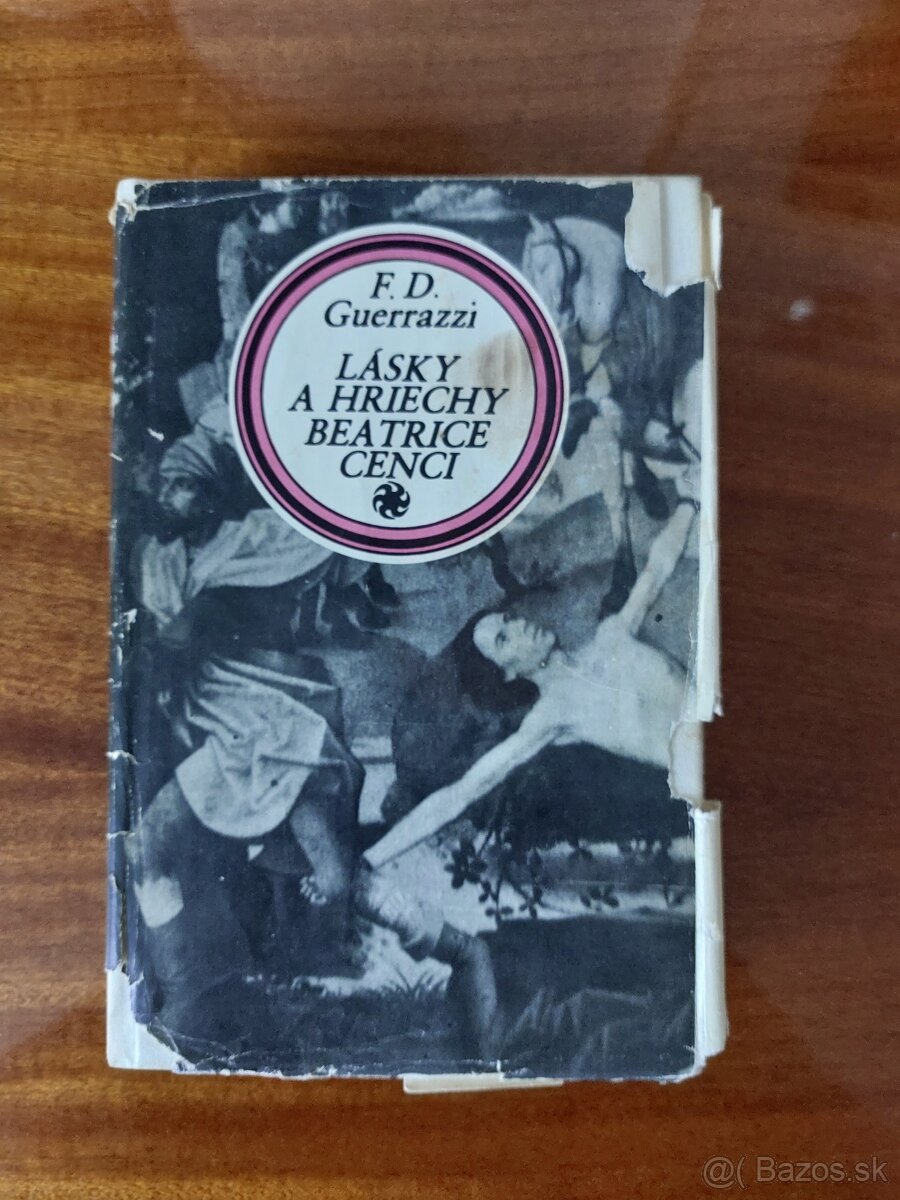 F. D.
Guerrazzi
LÁSKY
A HRIECHY
BEATRICE
CENCI
@( Bazos.sk